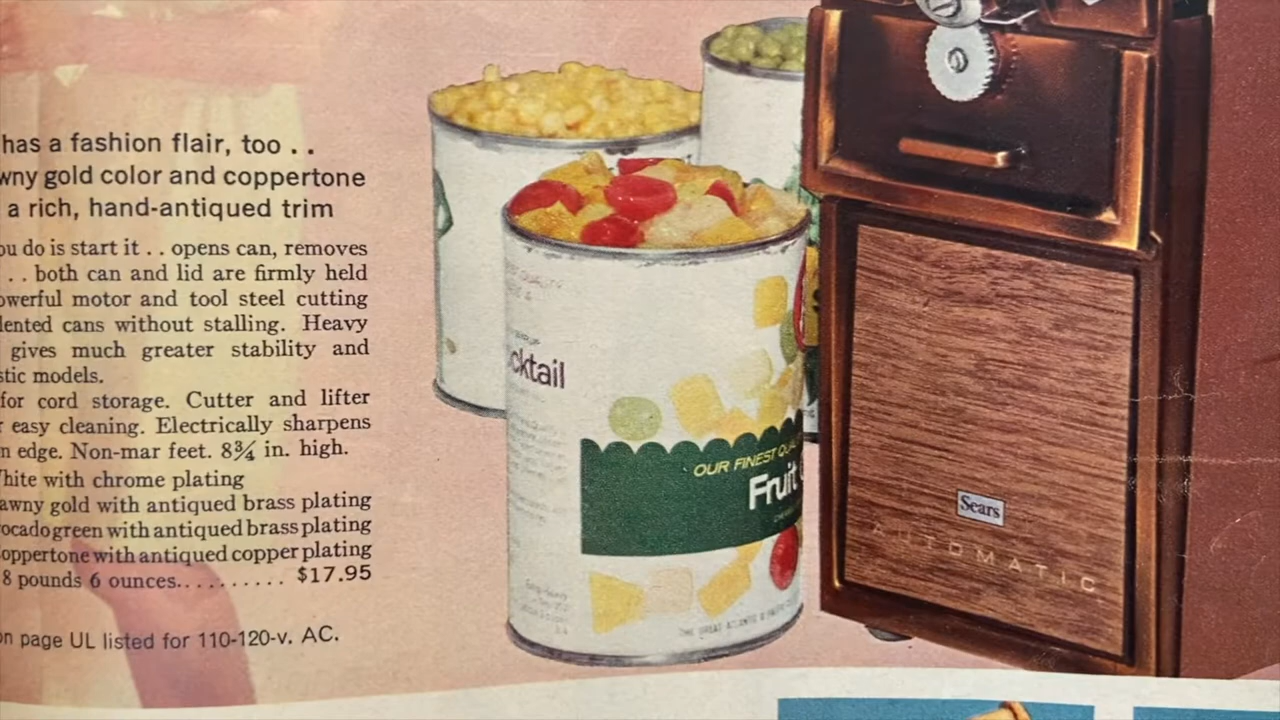 has a fashion flair, too . .
wny gold color and coppertone
a rich, hand-antiqued trim
ou do is start it . . opens can, removes
. . both can and lid are firmly held
owerful motor and tool steel cutting
dented cans without stalling. Heavy
gives much greater stability and
stic models.
for cord storage. Cutter and lifter
r easy cleaning. Electrically sharpens
n edge. Non-mar feet. 8¾ in. high.
hite with chrome plating
awny gold with antiqued brass plating
ocado green with antiqued brass plating
oppertone with antiqued copper plating
8 pounds 6 ounces........... $17.95
on page UL listed for 110-120-v. AC.
cktail
OUR FINEST QUA
Fruit
THE GREAT ATLANTIC &
Sears
AUTOMATIC